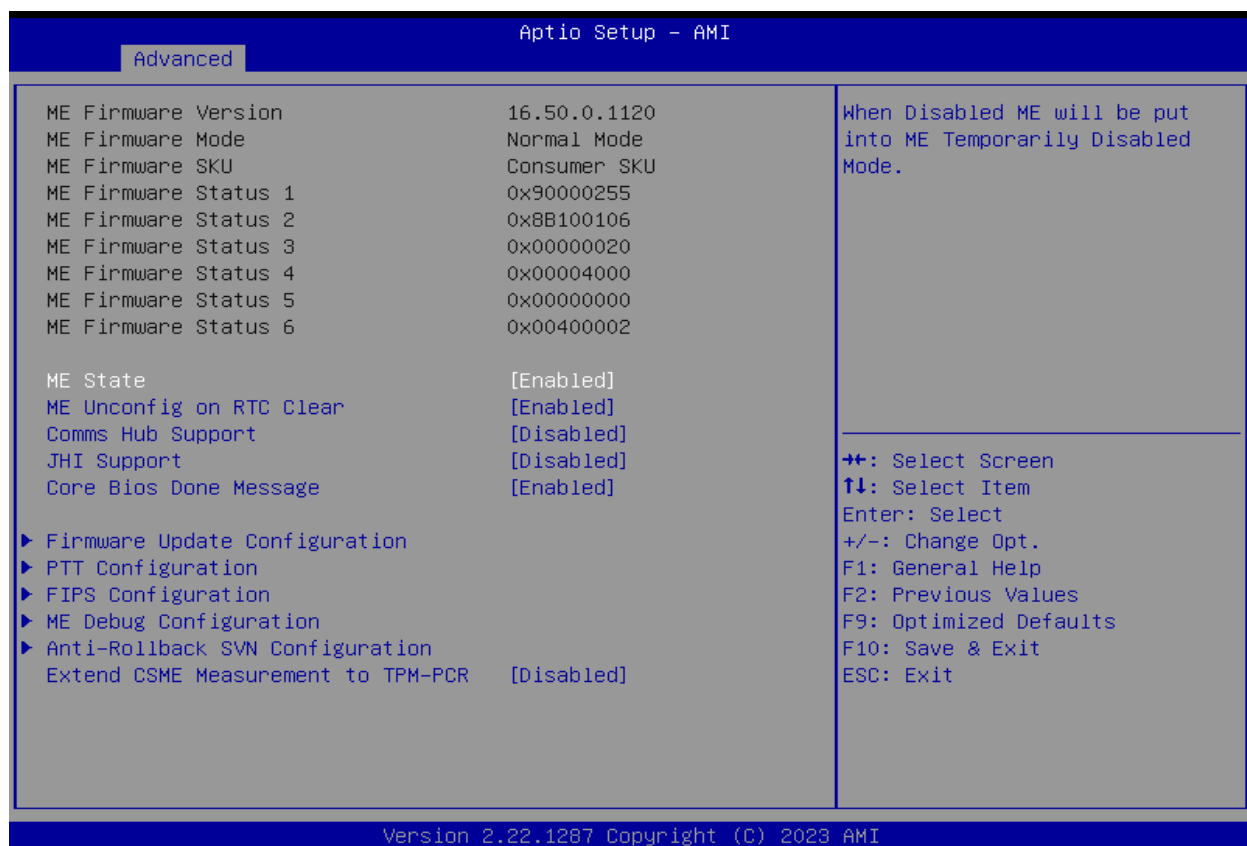 Aptio Setup – AMI
Advanced
ME Firmware Version 16.50.0.1120
ME Firmware Mode Normal Mode
ME Firmware SKU Consumer SKU
ME Firmware Status 1 0x90000255
ME Firmware Status 2 0x8B100106
ME Firmware Status 3 0x00000020
ME Firmware Status 4 0x00004000
ME Firmware Status 5 0x00000000
ME Firmware Status 6 0x00400002
ME State [Enabled]
ME Unconfig on RTC Clear [Enabled]
Comms Hub Support [Disabled]
JHI Support [Disabled]
Core Bios Done Message [Enabled]
▶ Firmware Update Configuration
▶ PTT Configuration
▶ FIPS Configuration
▶ ME Debug Configuration
▶ Anti-Rollback SVN Configuration
Extend CSME Measurement to TPM-PCR [Disabled]
When Disabled ME will be put
into ME Temporarily Disabled
Mode.
→←: Select Screen
↑↓: Select Item
Enter: Select
+/-: Change Opt.
F1: General Help
F2: Previous Values
F9: Optimized Defaults
F10: Save & Exit
ESC: Exit
Version 2.22.1287 Copyright (C) 2023 AMI